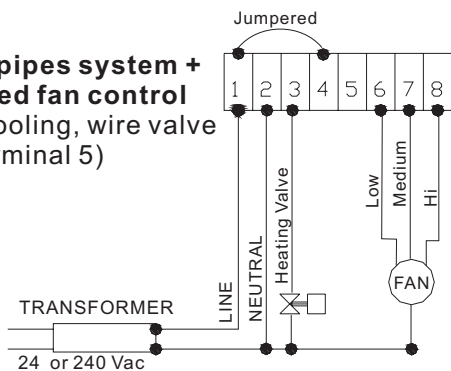 Jumpered
pipes system +
ed fan control
ooling, wire valve
rminal 5)
1 2 3 4 5 6 7 8
LINE
NEUTRAL
Heating Valve
Low
Medium
Hi
FAN
TRANSFORMER
24 or 240 Vac